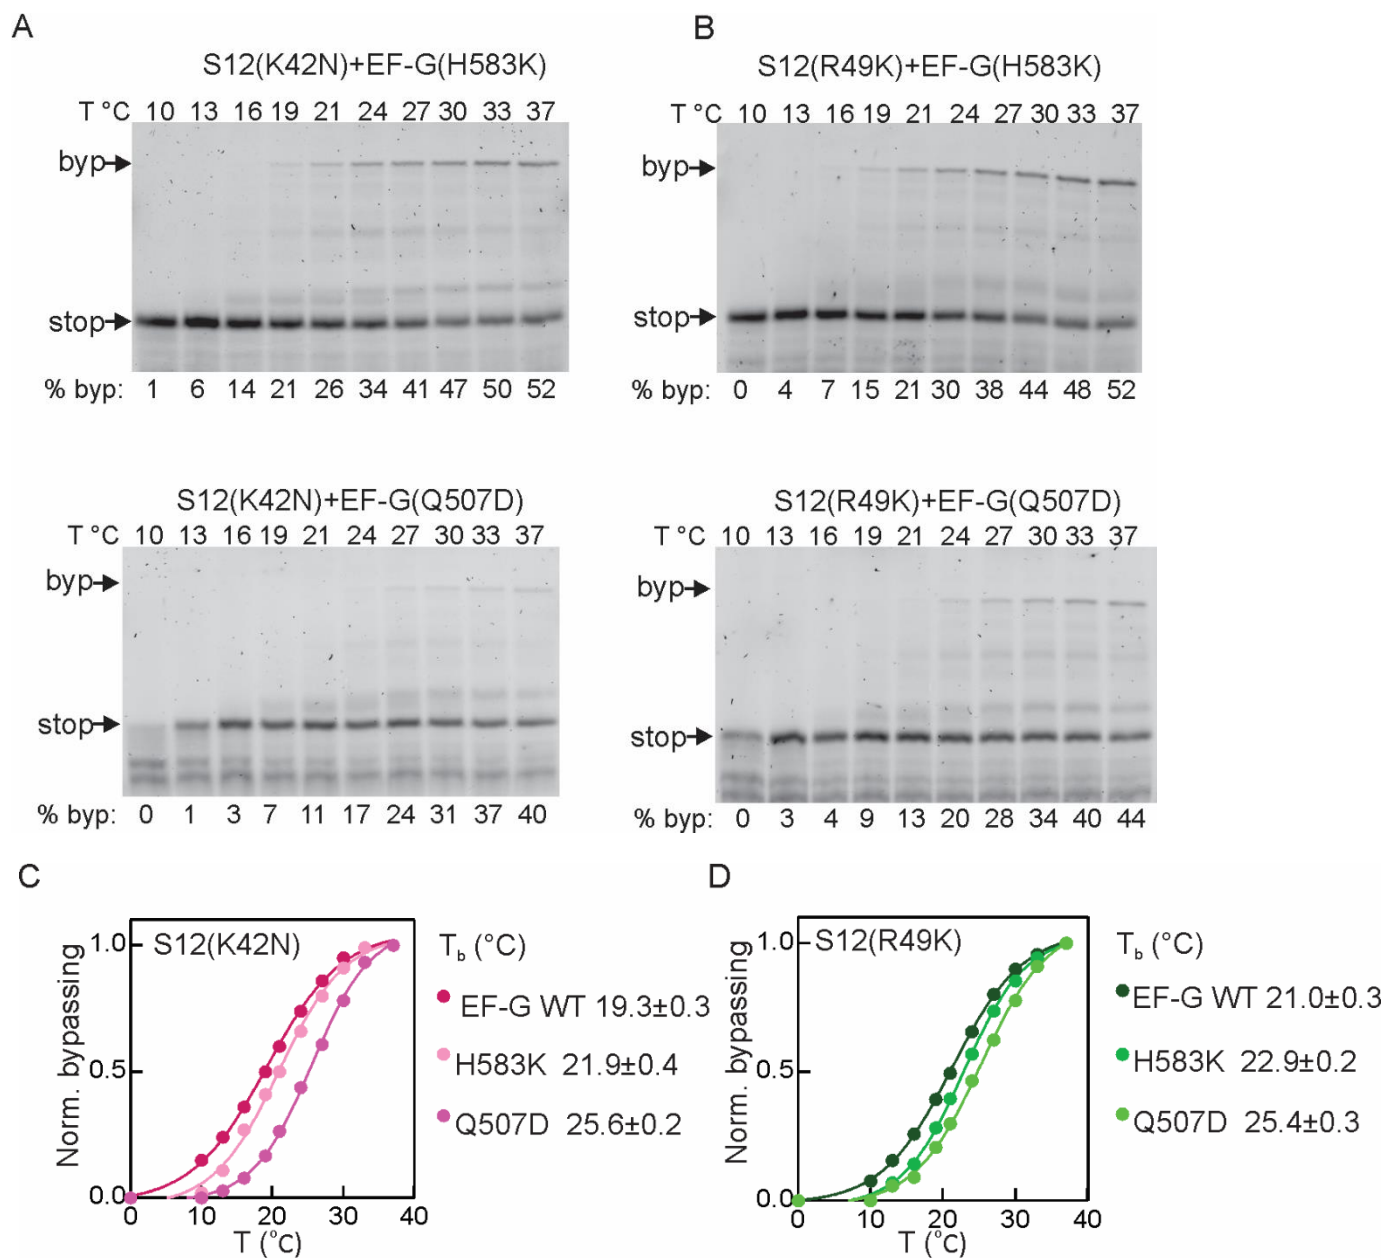 A
S12(K42N)+EF-G(H583K)
T °C 10 13 16 19 21 24 27 30 33 37
byp
stop
% byp: 1 6 14 21 26 34 41 47 50 52
B
S12(R49K)+EF-G(H583K)
T °C 10 13 16 19 21 24 27 30 33 37
byp
stop
% byp: 0 4 7 15 21 30 38 44 48 52
S12(K42N)+EF-G(Q507D)
T °C 10 13 16 19 21 24 27 30 33 37
byp
stop
% byp: 0 1 3 7 11 17 24 31 37 40
S12(R49K)+EF-G(Q507D)
T °C 10 13 16 19 21 24 27 30 33 37
byp
stop
% byp: 0 3 4 9 13 20 28 34 40 44
C
S12(K42N)
Norm. bypassing
1.0
0.5
0.0
0 10 20 30 40
T (°C)
T_b (°C)
EF-G WT 19.3±0.3
H583K 21.9±0.4
Q507D 25.6±0.2
D
S12(R49K)
Norm. bypassing
1.0
0.5
0.0
0 10 20 30 40
T (°C)
T_b (°C)
EF-G WT 21.0±0.3
H583K 22.9±0.2
Q507D 25.4±0.3